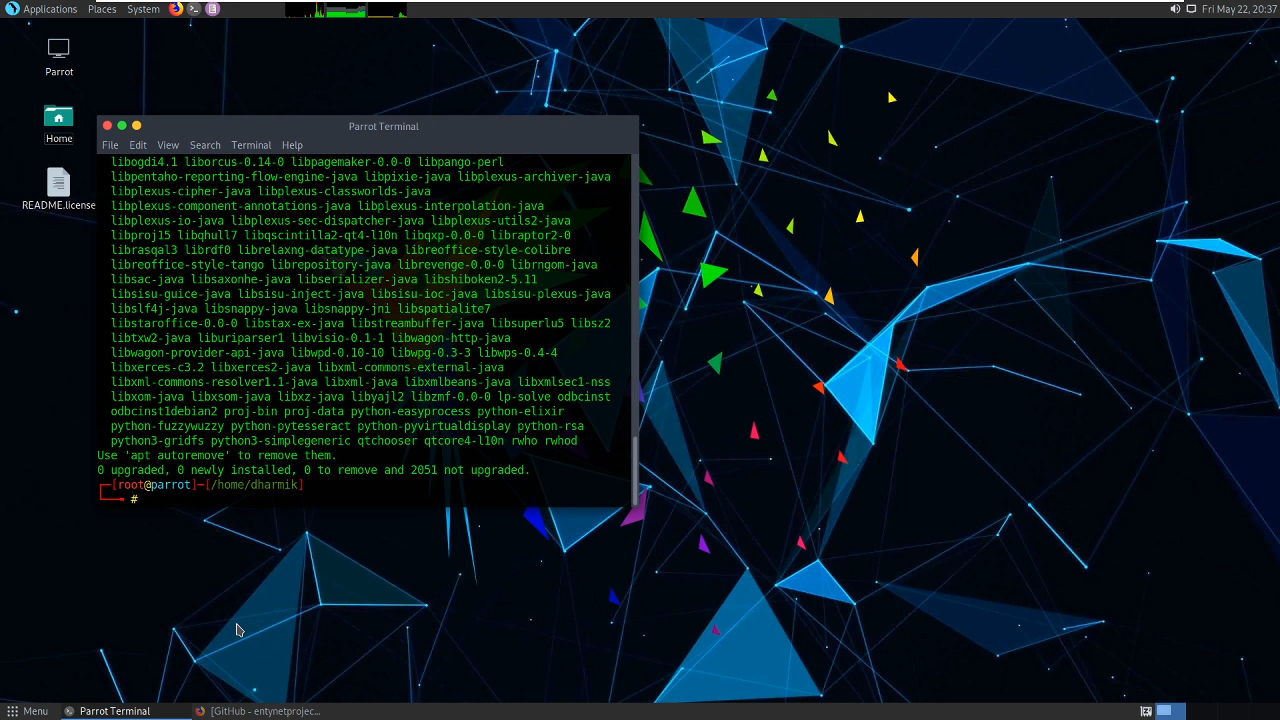 Applications Places System Fri May 22, 20:37
Parrot
Home
README.license
Parrot Terminal
File Edit View Search Terminal Help
libogdi4.1 liborcus-0.14-0 libpagemaker-0.0-0 libpango-perl
libpentaho-reporting-flow-engine-java libpixie-java libplexus-archiver-java
libplexus-cipher-java libplexus-classworlds-java
libplexus-component-annotations-java libplexus-interpolation-java
libplexus-io-java libplexus-sec-dispatcher-java libplexus-utils2-java
libproj15 libqhull7 libqscintilla2-qt4-l10n libqxp-0.0-0 libraptor2-0
librasqal3 librdf0 librelaxng-datatype-java libreoffice-style-colibre
libreoffice-style-tango librepository-java librevenge-0.0-0 librngom-java
libsac-java libsaxonhe-java libserializer-java libshiboken2-5.11
libsisu-guice-java libsisu-inject-java libsisu-ioc-java libsisu-plexus-java
libslf4j-java libsnappy-java libsnappy-jni libspatialite7
libstaroffice-0.0-0 libstax-ex-java libstreambuffer-java libsuperlu5 libsz2
libtxw2-java liburiparser1 libvisio-0.1-1 libwagon-http-java
libwagon-provider-api-java libwpd-0.10-10 libwpg-0.3-3 libwps-0.4-4
libxerces-c3.2 libxerces2-java libxml-commons-external-java
libxml-commons-resolver1.1-java libxml-java libxmlbeans-java libxmlsec1-nss
libxom-java libxsom-java libxz-java libyajl2 libzmf-0.0-0 lp-solve odbcinst
odbcinst1debian2 proj-bin proj-data python-easyprocess python-elixir
python-fuzzywuzzy python-pytesseract python-pyvirtualdisplay python-rsa
python3-gridfs python3-simplegeneric qtchooser qtcore4-l10n rwho rwhod
Use 'apt autoremove' to remove them.
0 upgraded, 0 newly installed, 0 to remove and 2051 not upgraded.
┌─[root@parrot]─[/home/dharmik]
└──╼ #
Menu Parrot Terminal [GitHub - entynetprojec...